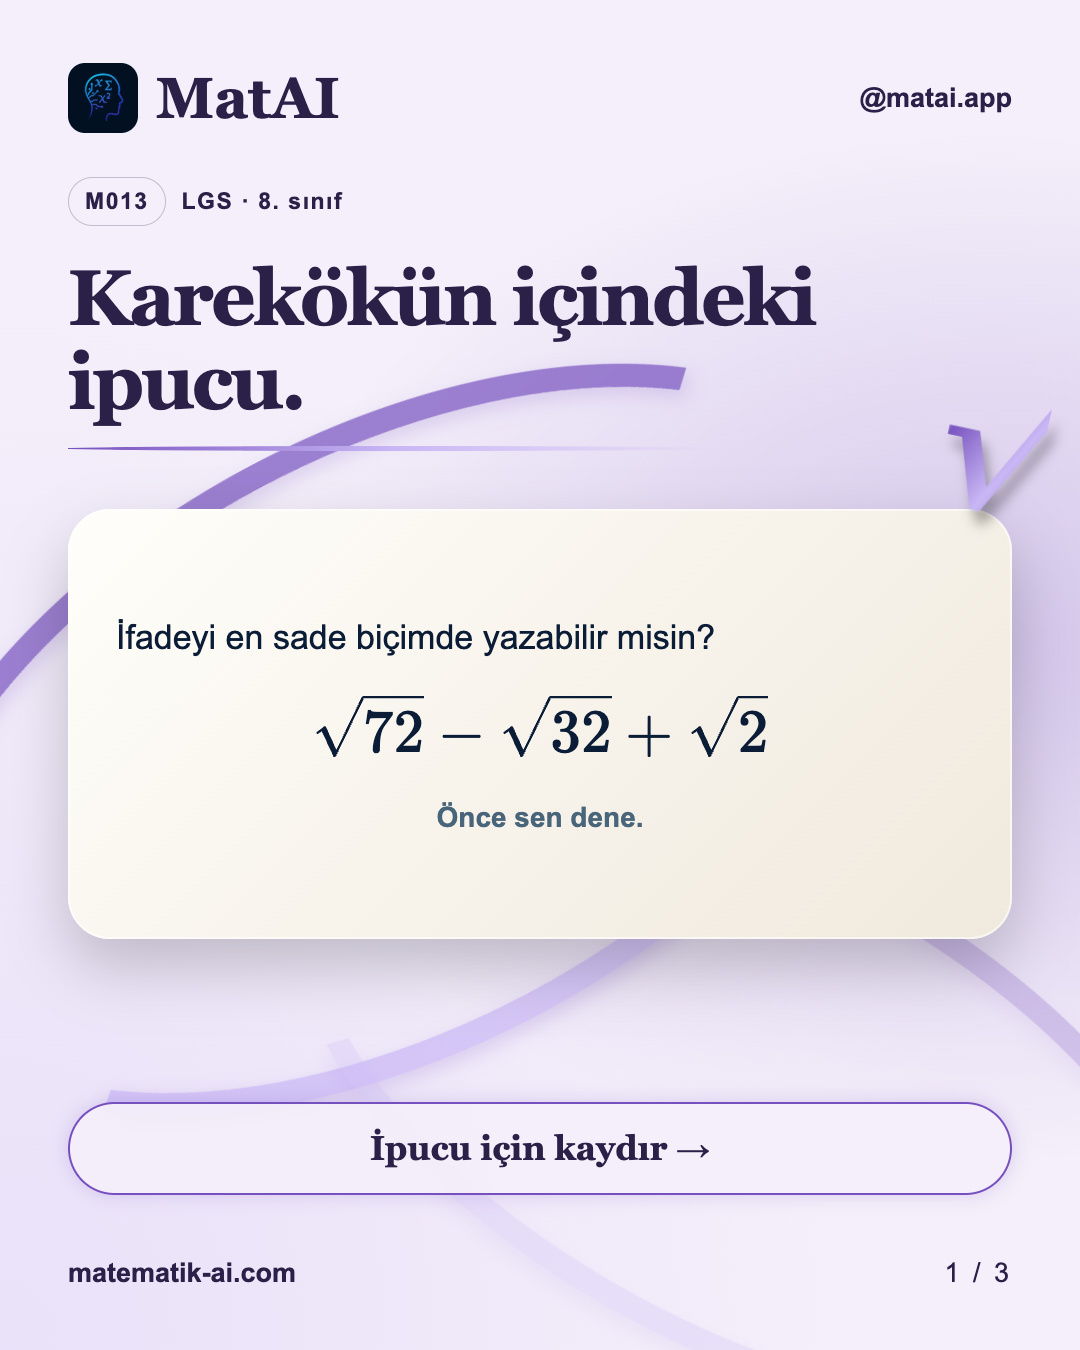 MatAI
@matai.app
M013 LGS · 8. sınıf
Karekökün içindeki
ipucu.
İfadeyi en sade biçimde yazabilir misin?
√72 − √32 + √2
Önce sen dene.
İpucu için kaydır →
matematik-ai.com
1 / 3